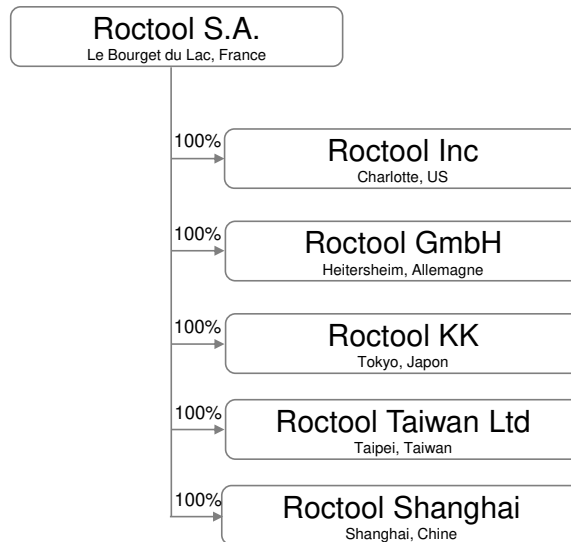 Roctool S.A.
Le Bourget du Lac, France
100%
Roctool Inc
Charlotte, US
100%
Roctool GmbH
Heitersheim, Allemagne
100%
Roctool KK
Tokyo, Japon
100%
Roctool Taiwan Ltd
Taipei, Taiwan
100%
Roctool Shanghai
Shanghai, Chine